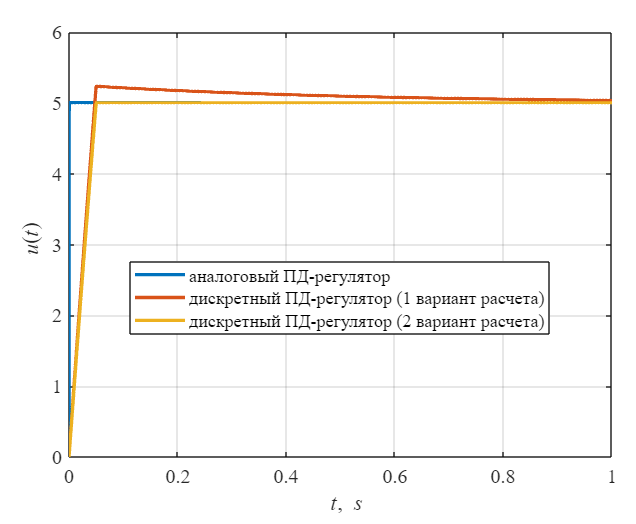 6
5
4
3
2
1
0
u(t)
аналоговый ПД-регулятор
дискретный ПД-регулятор (1 вариант расчета)
дискретный ПД-регулятор (2 вариант расчета)
0 0.2 0.4 0.6 0.8 1
t, s